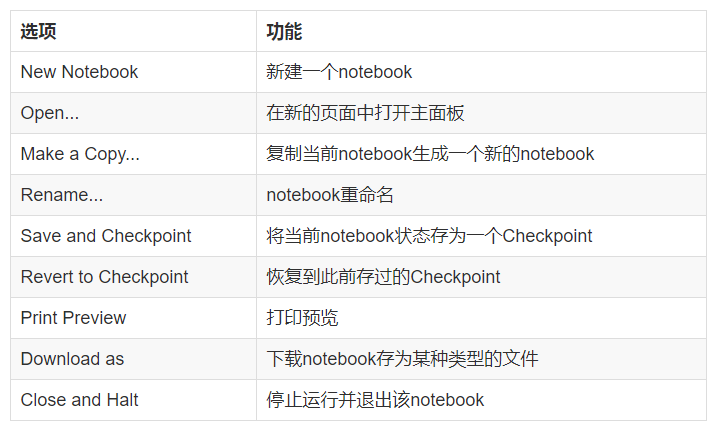 选项 功能
New Notebook 新建一个notebook
Open... 在新的页面中打开主面板
Make a Copy... 复制当前notebook生成一个新的notebook
Rename... notebook重命名
Save and Checkpoint 将当前notebook状态存为一个Checkpoint
Revert to Checkpoint 恢复到此前存过的Checkpoint
Print Preview 打印预览
Download as 下载notebook存为某种类型的文件
Close and Halt 停止运行并退出该notebook